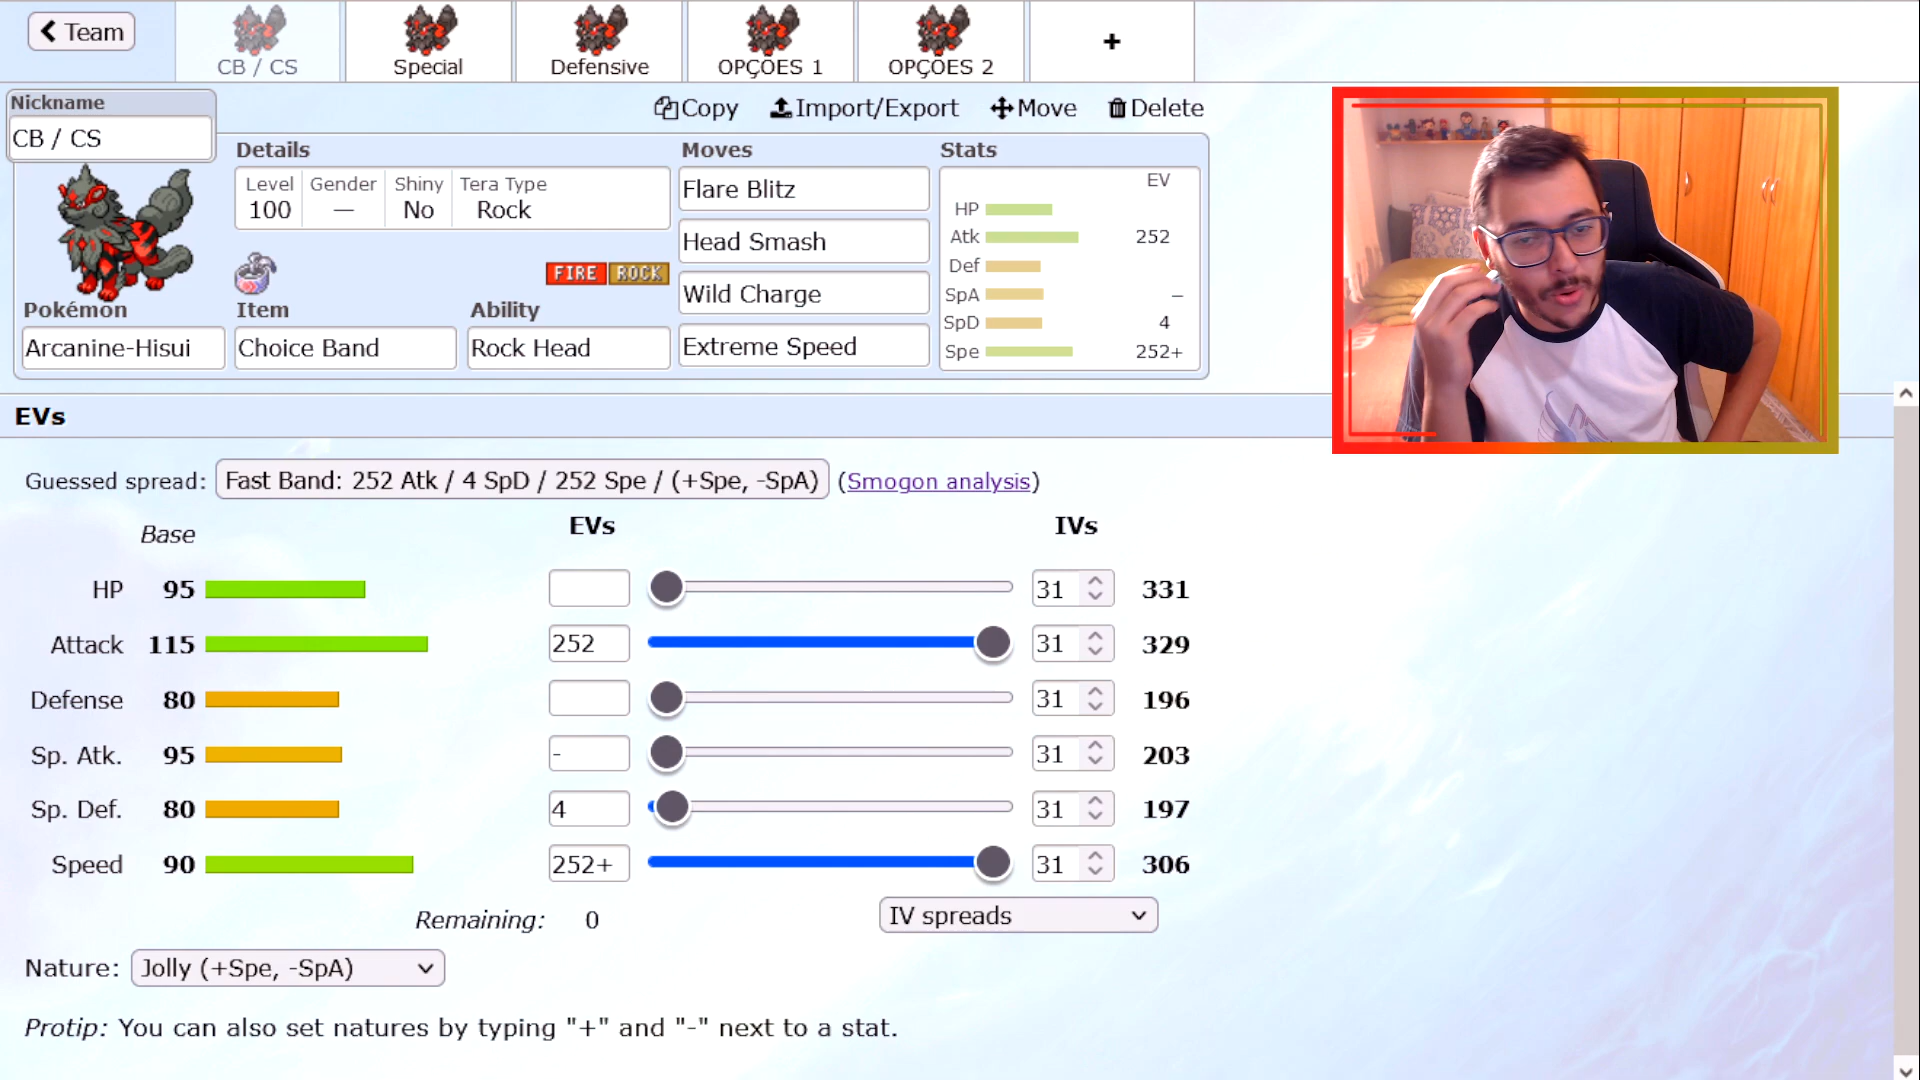 Team
CB / CS
Special
Defensive
OPÇÕES 1
OPÇÕES 2
+
Copy
Import/Export
Move
Delete
Nickname
CB / CS
Details
Moves
Stats
Level
Gender
Shiny
Tera Type
100
—
No
Rock
FIRE
ROCK
Pokémon
Item
Ability
Arcanine-Hisui
Choice Band
Rock Head
Flare Blitz
Head Smash
Wild Charge
Extreme Speed
EV
HP
Atk 252
Def
SpA –
SpD 4
Spe 252+
EVs
Guessed spread: Fast Band: 252 Atk / 4 SpD / 252 Spe / (+Spe, -SpA) (Smogon analysis)
Base EVs IVs
HP 95 31 331
Attack 115 252 31 329
Defense 80 31 196
Sp. Atk. 95 - 31 203
Sp. Def. 80 4 31 197
Speed 90 252+ 31 306
Remaining: 0
IV spreads
Nature: Jolly (+Spe, -SpA)
Protip: You can also set natures by typing "+" and "-" next to a stat.